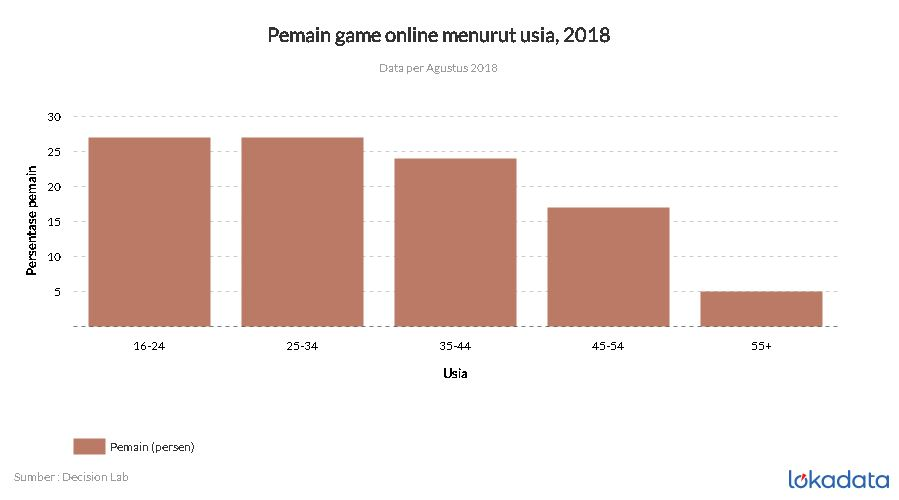 Pemain game online menurut usia, 2018
Data per Agustus 2018
Persentase pemain
30
25
20
15
10
5
16-24 25-34 35-44 45-54 55+
Usia
Pemain (persen)
Sumber : Decision Lab
lokadata